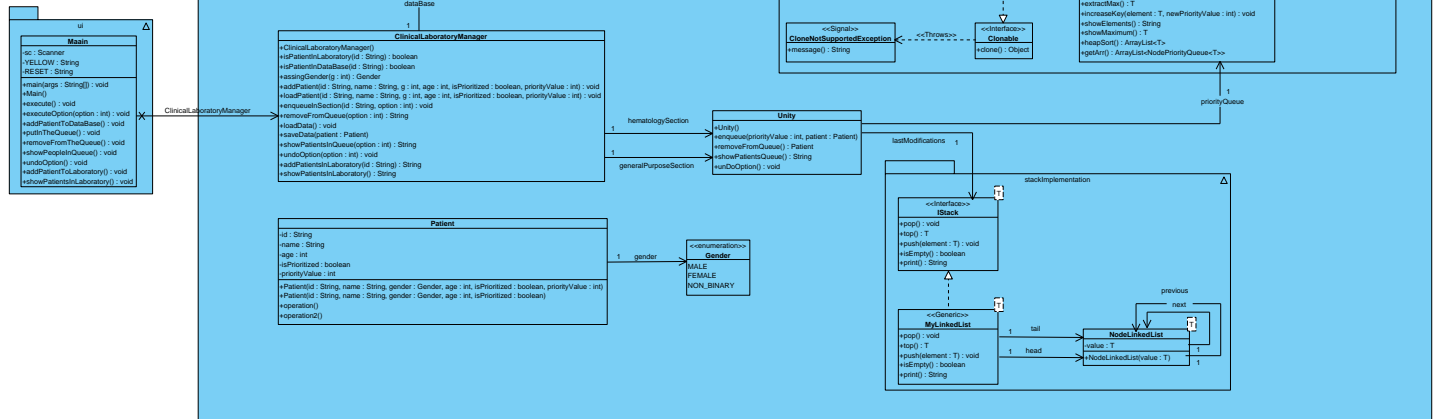 dataBase
1
ui
Maain
-sc : Scanner
-YELLOW : String
-RESET : String
+main(args : String[]) : void
+Main()
+execute() : void
+executeOption(option : int) : void
+addPatientToDataBase() : void
+putInTheQueue() : void
+removeFromTheQueue() : void
+showPeopleInQueue() : void
+undoOption() : void
+addPatientToLaboratory() : void
+showPatientsInLaboratory() : void
ClinicalLaboratoryManager
ClinicalLaboratoryManager
+ClinicalLaboratoryManager()
+isPatientInLaboratory(id : String) : boolean
+isPatientInDataBase(id : String) : boolean
+assingGender(g : int) : Gender
+addPatient(id : String, name : String, g : int, age : int, isPrioritized : boolean, priorityValue : int) : void
+loadPatient(id : String, name : String, g : int, age : int, isPrioritized : boolean, priorityValue : int) : void
+enqueueInSection(id : String, option : int) : void
+removeFromQueue(option : int) : String
+loadData() : void
+saveData(patient : Patient)
+showPatientsInQueue(option : int) : String
+undoOption(option : int) : void
+addPatientsInLaboratory(id : String) : String
+showPatientsInLaboratory() : String
1
hematologySection
1
generalPurposeSection
<<Signal>>
CloneNotSupportedException
+message() : String
<<Throws>>
<<Interface>>
Clonable
+clone() : Object
+extractMax() : T
+increaseKey(element : T, newPriorityValue : int) : void
+showElements() : String
+showMaximum() : T
+heapSort() : ArrayList<T>
+getArr() : ArrayList<NodePriorityQueue<T>>
1
priorityQueue
Unity
+Unity()
+enqueue(priorityValue : int, patient : Patient)
+removeFromQueue() : Patient
+showPatientsQueue() : String
+unDoOption() : void
lastModifications
1
stackImplementation
T
<<Interface>>
IStack
+pop() : void
+top() : T
+push(element : T) : void
+isEmpty() : boolean
+print() : String
T
<<Generic>>
MyLinkedList
+pop() : void
+top() : T
+push(element : T) : void
+isEmpty() : boolean
+print() : String
1
tail
1
head
previous
next
T
NodeLinkedList
-value : T
+NodeLinkedList(value : T)
1
1
Patient
-id : String
-name : String
-age : int
-isPrioritized : boolean
-priorityValue : int
+Patient(id : String, name : String, gender : Gender, age : int, isPrioritized : boolean, priorityValue : int)
+Patient(id : String, name : String, gender : Gender, age : int, isPrioritized : boolean)
+operation()
+operation2()
1
gender
<<enumeration>>
Gender
MALE
FEMALE
NON_BINARY